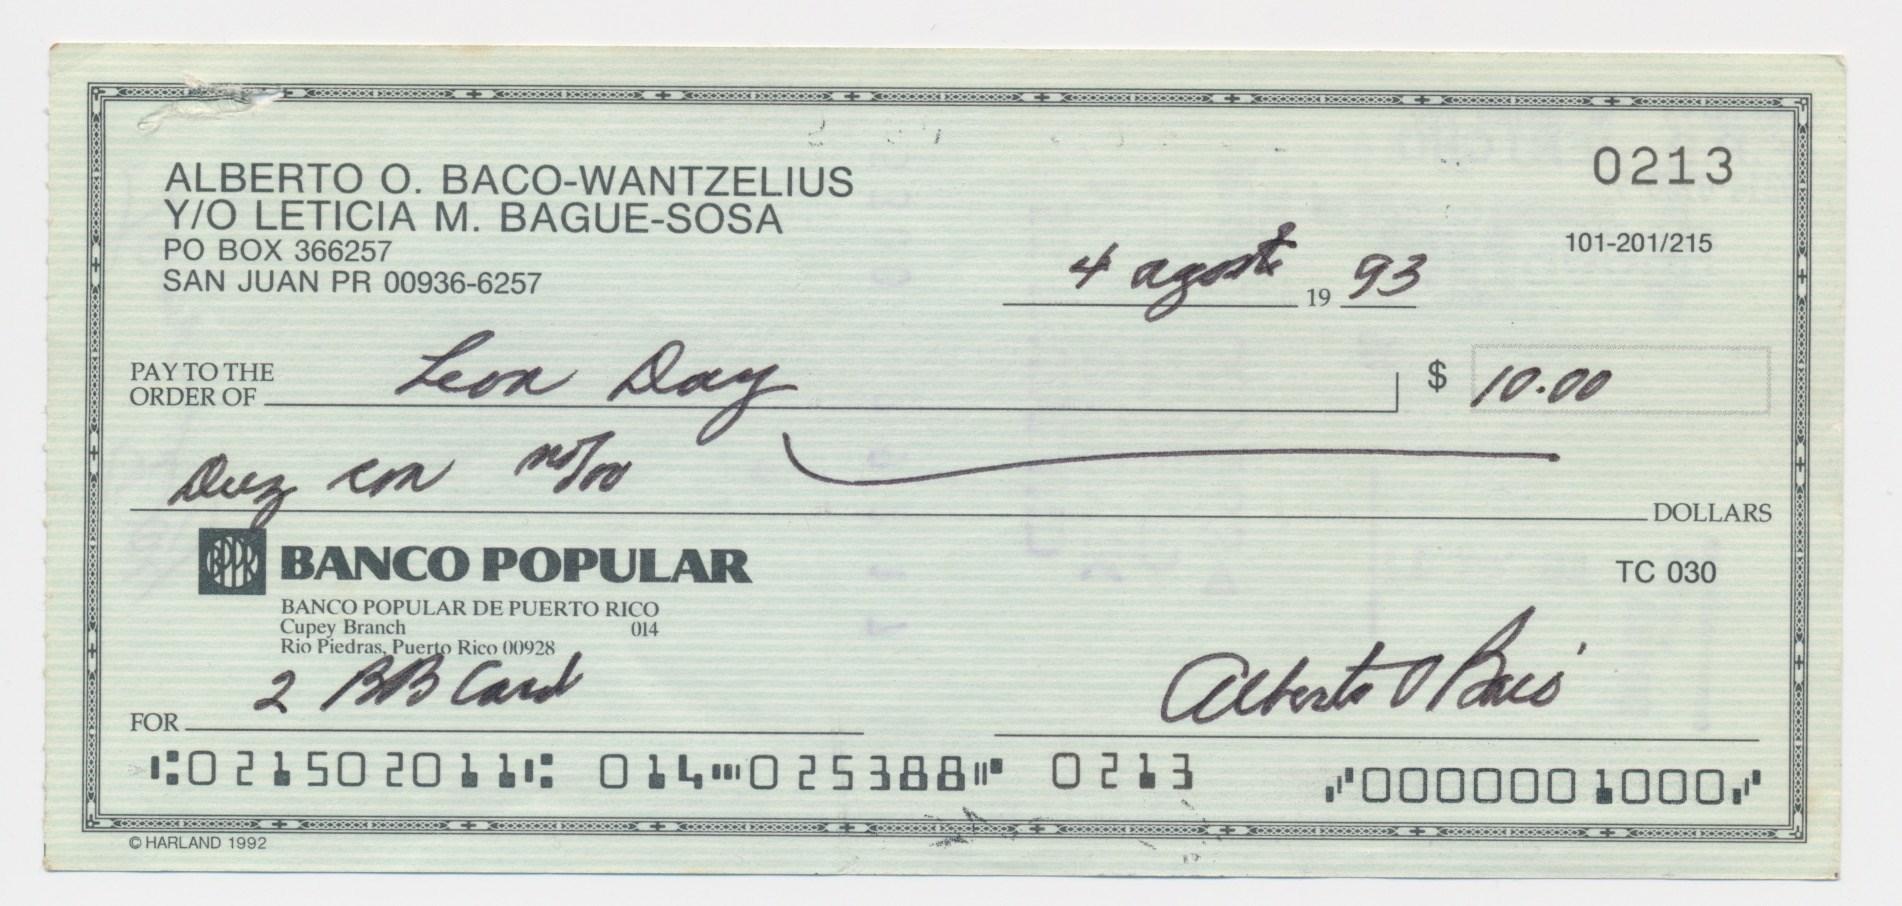 ALBERTO O. BACO-WANTZELIUS
Y/O LETICIA M. BAGUE-SOSA
PO BOX 366257
SAN JUAN PR 00936-6257
0213
101-201/215
4 agosto 19 93
PAY TO THE
ORDER OF Leon Day $ 10.00
Diez con no/00
DOLLARS
BPPR BANCO POPULAR
TC 030
BANCO POPULAR DE PUERTO RICO
Cupey Branch 014
Rio Piedras, Puerto Rico 00928
FOR 2 BB Card
Alberto O Bacó
⑆021502011⑆ 014⑉025388⑈ 0213 ⑇0000001000⑇
© HARLAND 1992